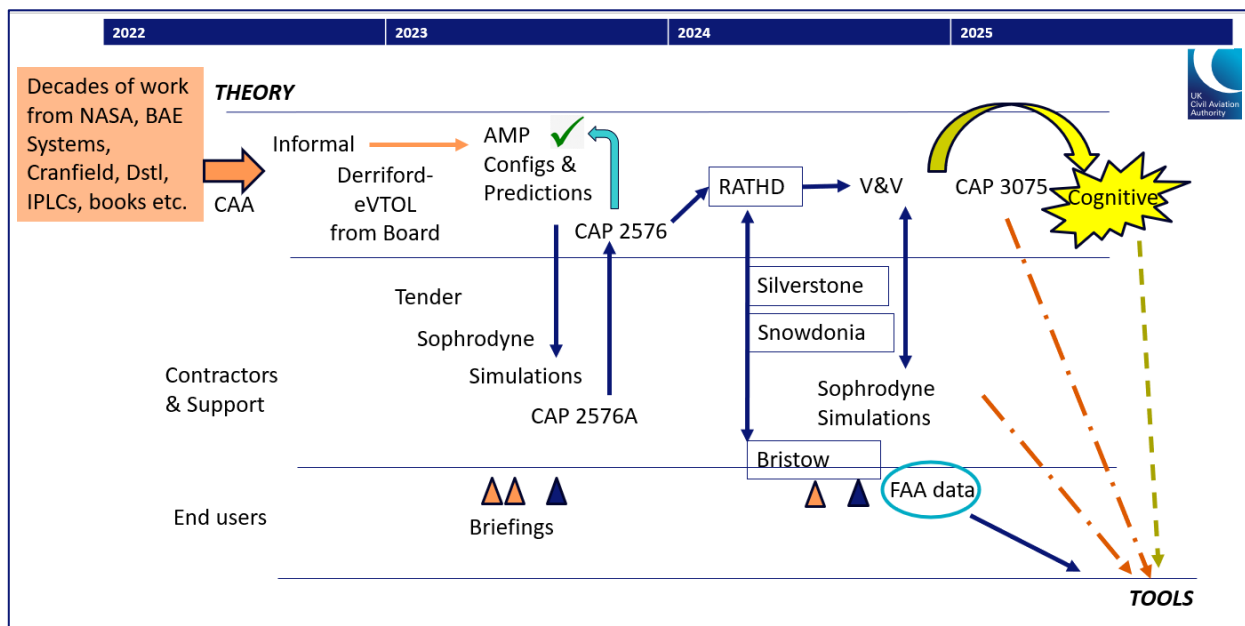 2022
2023
2024
2025
UK
Civil Aviation
Authority
Decades of work
from NASA, BAE
Systems,
Cranfield, Dstl,
IPLCs, books etc.
THEORY
CAA
Informal
Derriford-
eVTOL
from Board
AMP
Configs &
Predictions
CAP 2576
RATHD
V&V
CAP 3075
Cognitive
Contractors
& Support
Tender
Sophrodyne
Simulations
CAP 2576A
Silverstone
Snowdonia
Sophrodyne
Simulations
Bristow
End users
Briefings
FAA data
TOOLS